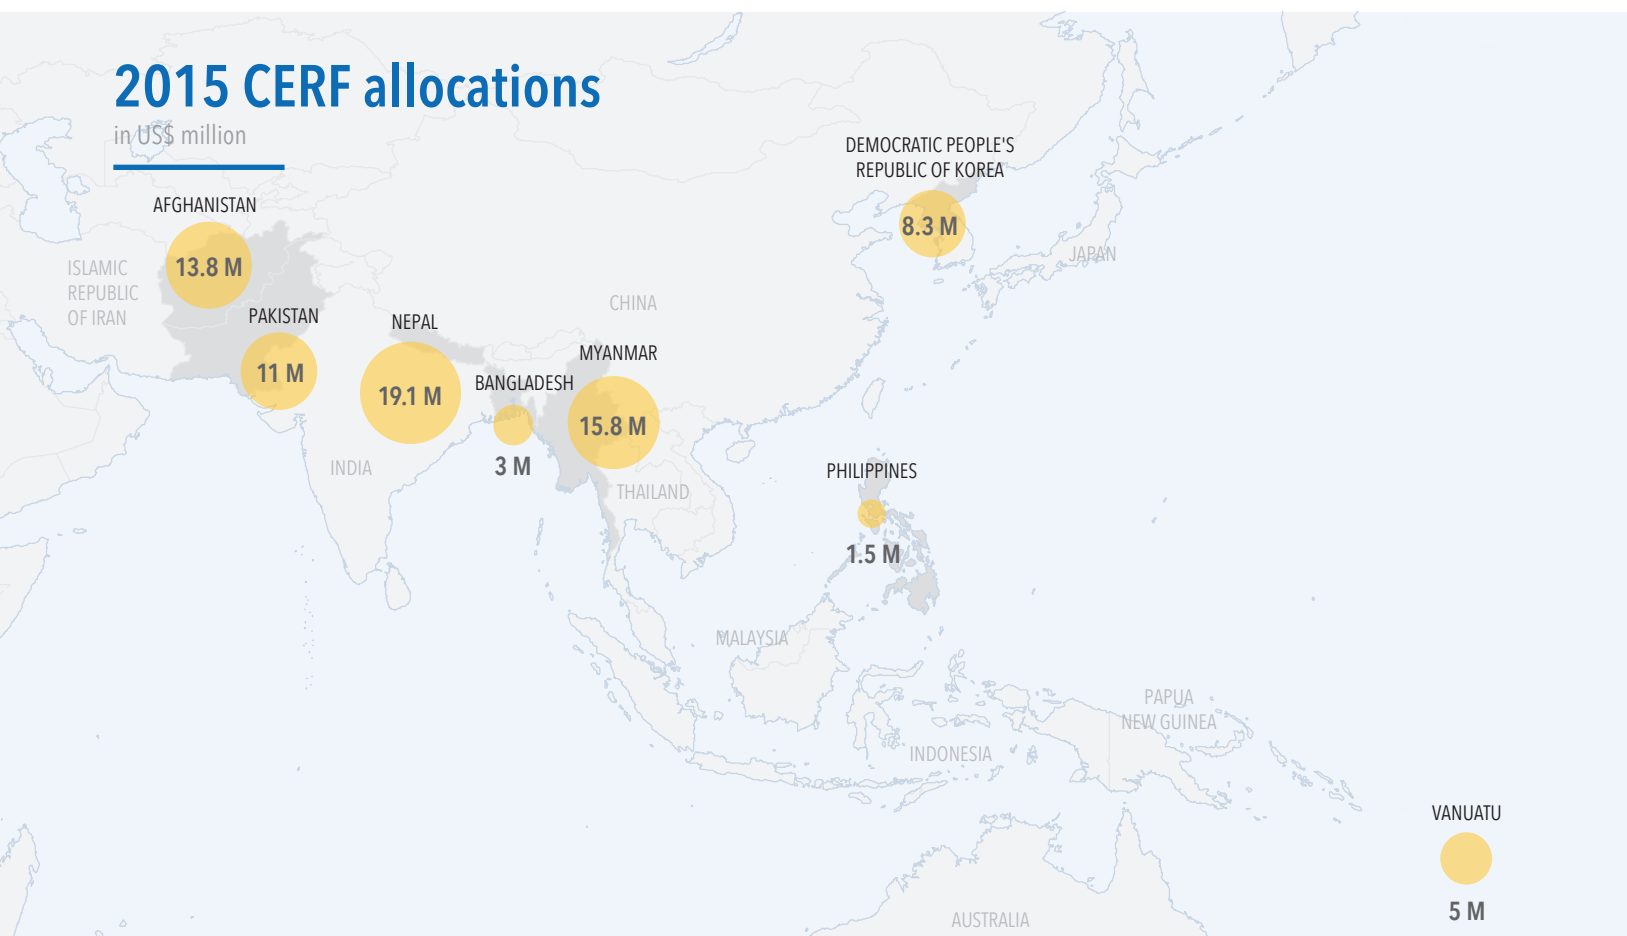 2015 CERF allocations
in US$ million
DEMOCRATIC PEOPLE'S
REPUBLIC OF KOREA
8.3 M
AFGHANISTAN
13.8 M
ISLAMIC
REPUBLIC
OF IRAN
JAPAN
CHINA
PAKISTAN
11 M
NEPAL
19.1 M
MYANMAR
15.8 M
BANGLADESH
3 M
INDIA
THAILAND
PHILIPPINES
1.5 M
MALAYSIA
PAPUA
NEW GUINEA
INDONESIA
VANUATU
5 M
AUSTRALIA